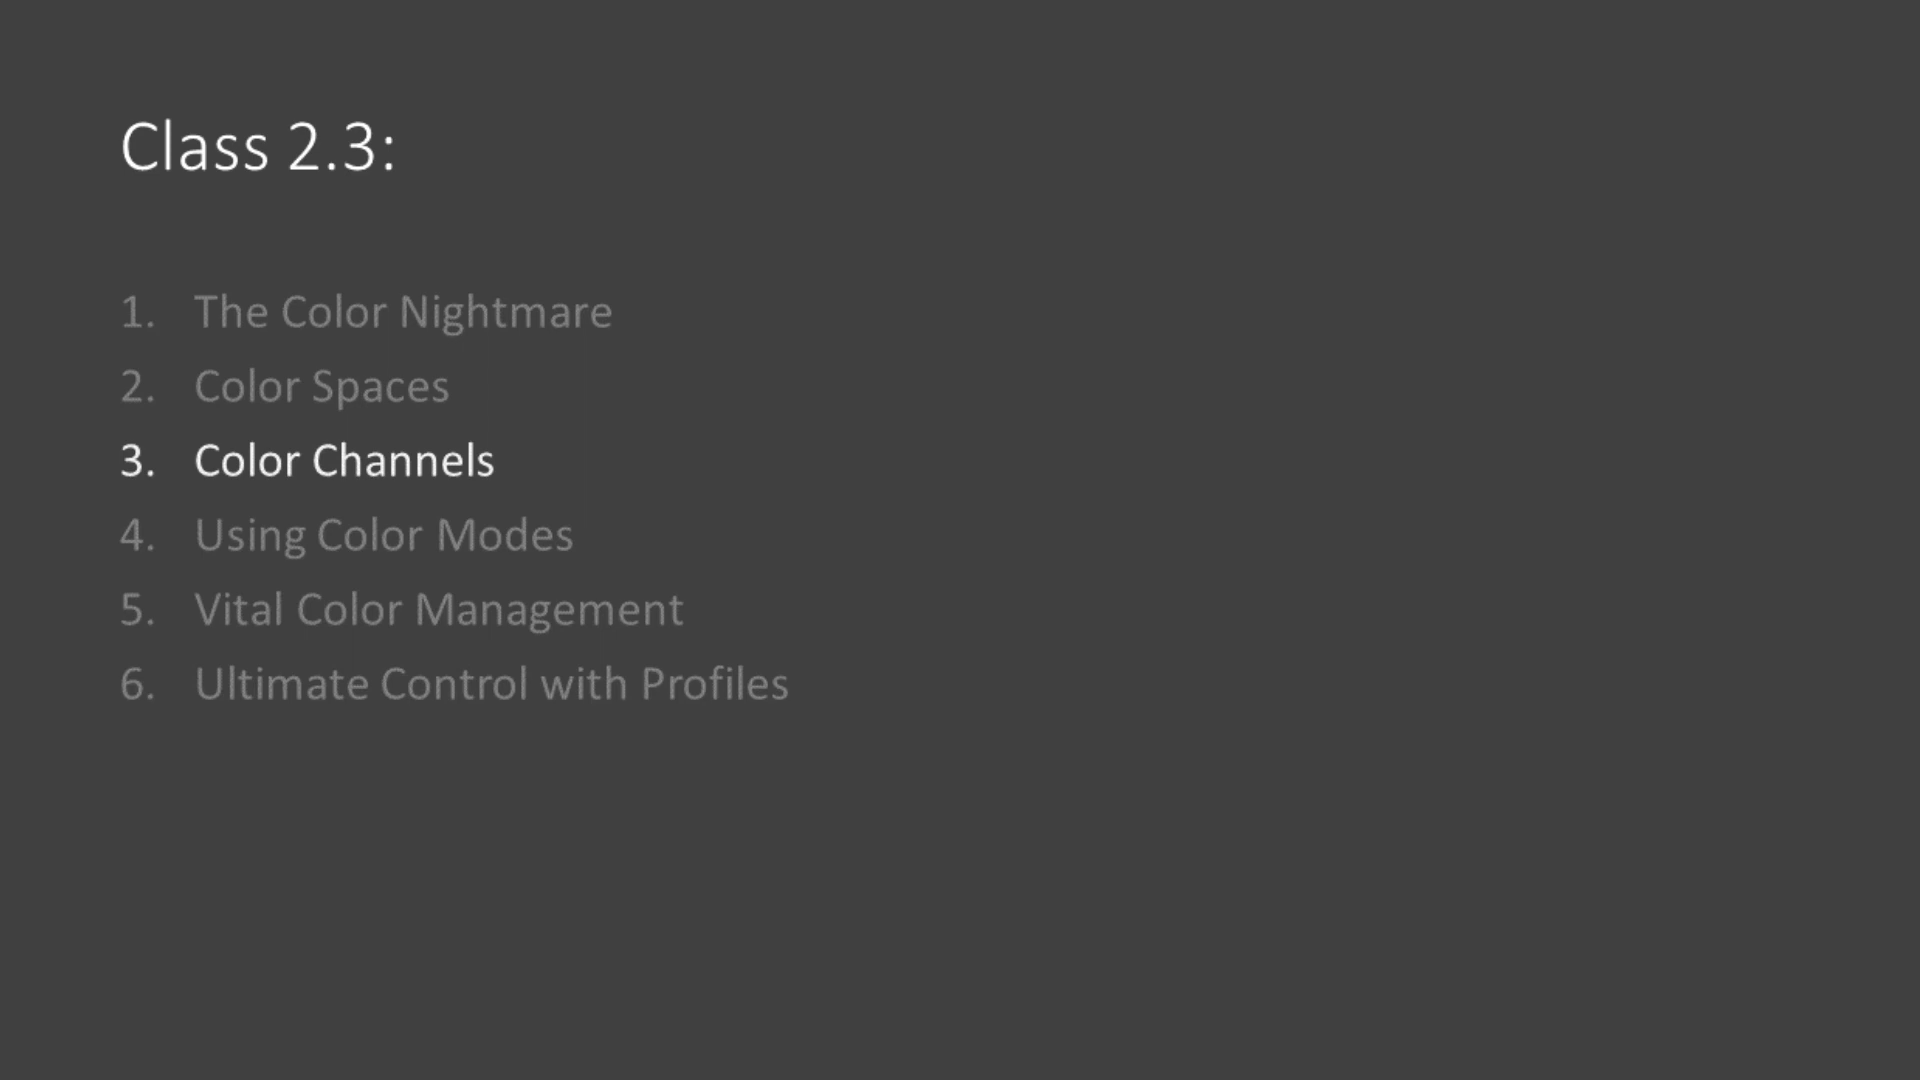 Class 2.3:
1. The Color Nightmare
2. Color Spaces
3. Color Channels
4. Using Color Modes
5. Vital Color Management
6. Ultimate Control with Profiles